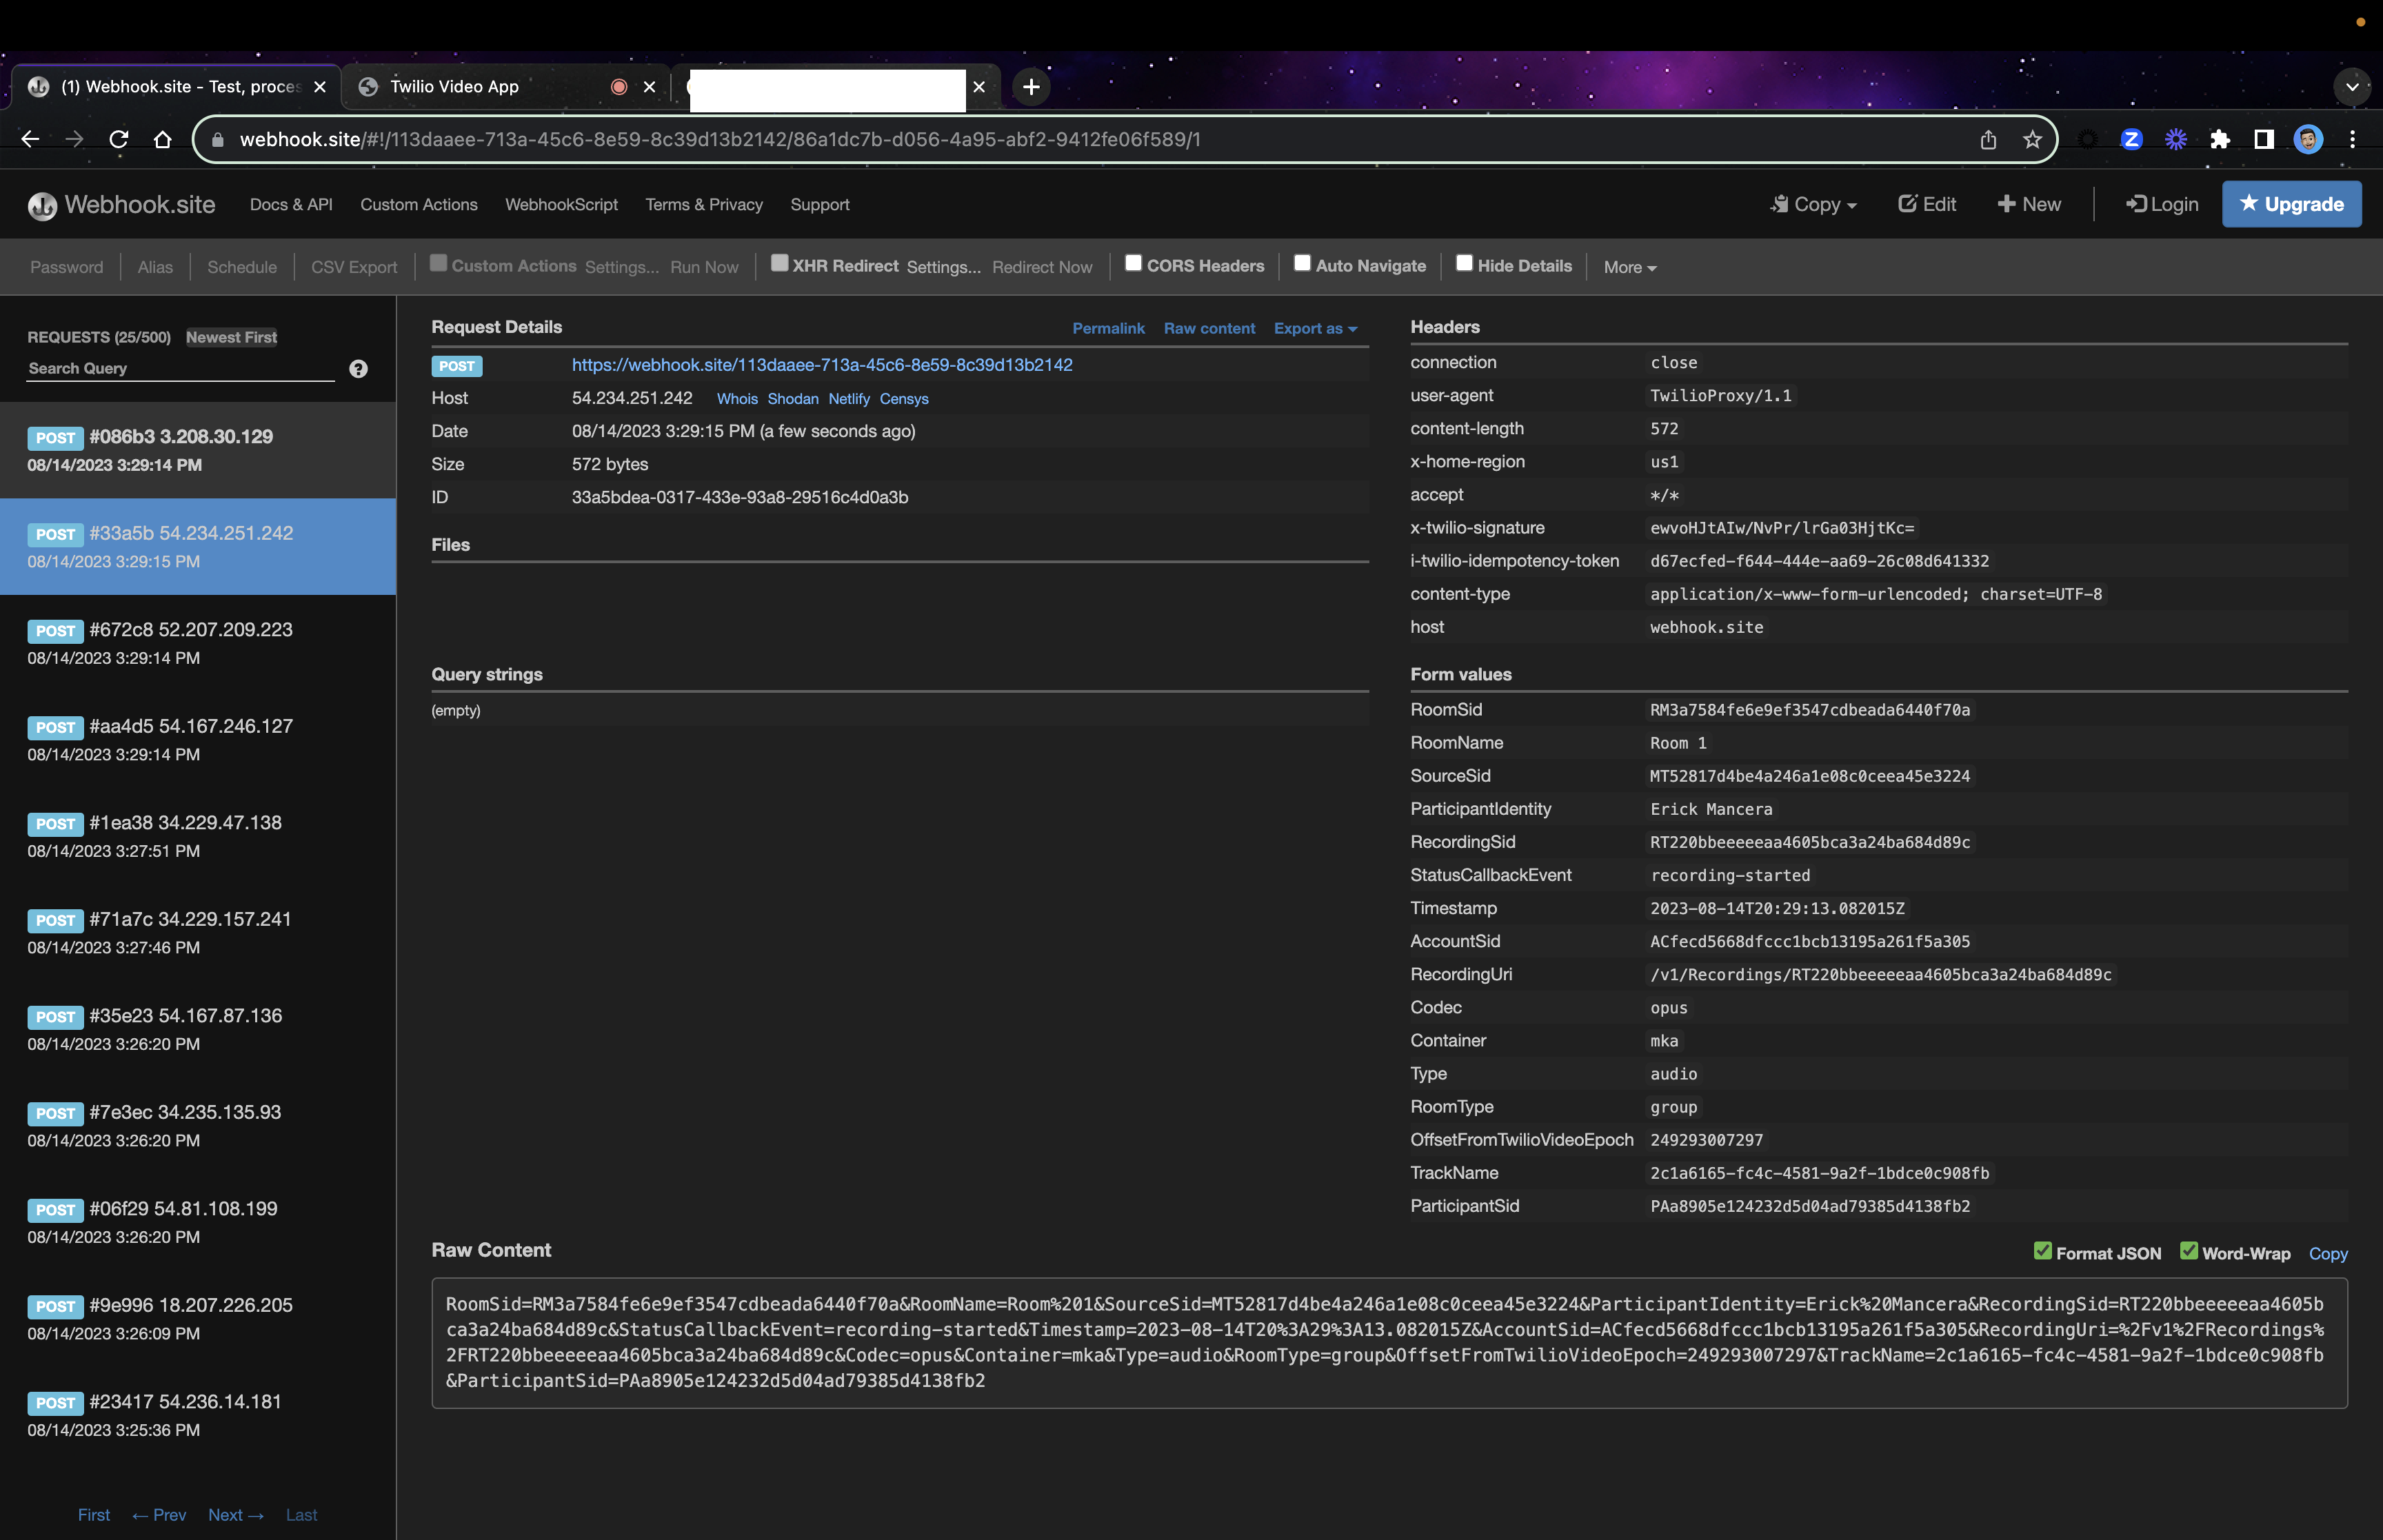 (1) Webhook.site - Test, proces
Twilio Video App
webhook.site/#!/113daaee-713a-45c6-8e59-8c39d13b2142/86a1dc7b-d056-4a95-abf2-9412fe06f589/1
Z
Webhook.site Docs & API Custom Actions WebhookScript Terms & Privacy Support Copy Edit New Login Upgrade
Password Alias Schedule CSV Export Custom Actions Settings... Run Now XHR Redirect Settings... Redirect Now CORS Headers Auto Navigate Hide Details More
REQUESTS (25/500) Newest First
Search Query ?
POST #086b3 3.208.30.129
08/14/2023 3:29:14 PM
POST #33a5b 54.234.251.242
08/14/2023 3:29:15 PM
POST #672c8 52.207.209.223
08/14/2023 3:29:14 PM
POST #aa4d5 54.167.246.127
08/14/2023 3:29:14 PM
POST #1ea38 34.229.47.138
08/14/2023 3:27:51 PM
POST #71a7c 34.229.157.241
08/14/2023 3:27:46 PM
POST #35e23 54.167.87.136
08/14/2023 3:26:20 PM
POST #7e3ec 34.235.135.93
08/14/2023 3:26:20 PM
POST #06f29 54.81.108.199
08/14/2023 3:26:20 PM
POST #9e996 18.207.226.205
08/14/2023 3:26:09 PM
POST #23417 54.236.14.181
08/14/2023 3:25:36 PM
First ← Prev Next → Last
Request Details Permalink Raw content Export as
POST https://webhook.site/113daaee-713a-45c6-8e59-8c39d13b2142
Host 54.234.251.242 Whois Shodan Netlify Censys
Date 08/14/2023 3:29:15 PM (a few seconds ago)
Size 572 bytes
ID 33a5bdea-0317-433e-93a8-29516c4d0a3b
Files
Query strings
(empty)
Headers
connection close
user-agent TwilioProxy/1.1
content-length 572
x-home-region us1
accept */*
x-twilio-signature ewvoHJtAIw/NvPr/lrGa03HjtKc=
i-twilio-idempotency-token d67ecfed-f644-444e-aa69-26c08d641332
content-type application/x-www-form-urlencoded; charset=UTF-8
host webhook.site
Form values
RoomSid RM3a7584fe6e9ef3547cdbeada6440f70a
RoomName Room 1
SourceSid MT52817d4be4a246a1e08c0ceea45e3224
ParticipantIdentity Erick Mancera
RecordingSid RT220bbeeeeeaa4605bca3a24ba684d89c
StatusCallbackEvent recording-started
Timestamp 2023-08-14T20:29:13.082015Z
AccountSid ACfecd5668dfccc1bcb13195a261f5a305
RecordingUri /v1/Recordings/RT220bbeeeeeaa4605bca3a24ba684d89c
Codec opus
Container mka
Type audio
RoomType group
OffsetFromTwilioVideoEpoch 249293007297
TrackName 2c1a6165-fc4c-4581-9a2f-1bdce0c908fb
ParticipantSid PAa8905e124232d5d04ad79385d4138fb2
Raw Content Format JSON Word-Wrap Copy
RoomSid=RM3a7584fe6e9ef3547cdbeada6440f70a&RoomName=Room%201&SourceSid=MT52817d4be4a246a1e08c0ceea45e3224&ParticipantIdentity=Erick%20Mancera&RecordingSid=RT220bbeeeeeaa4605b
ca3a24ba684d89c&StatusCallbackEvent=recording-started&Timestamp=2023-08-14T20%3A29%3A13.082015Z&AccountSid=ACfecd5668dfccc1bcb13195a261f5a305&RecordingUri=%2Fv1%2FRecordings%
2FRT220bbeeeeeaa4605bca3a24ba684d89c&Codec=opus&Container=mka&Type=audio&RoomType=group&OffsetFromTwilioVideoEpoch=249293007297&TrackName=2c1a6165-fc4c-4581-9a2f-1bdce0c908fb
&ParticipantSid=PAa8905e124232d5d04ad79385d4138fb2